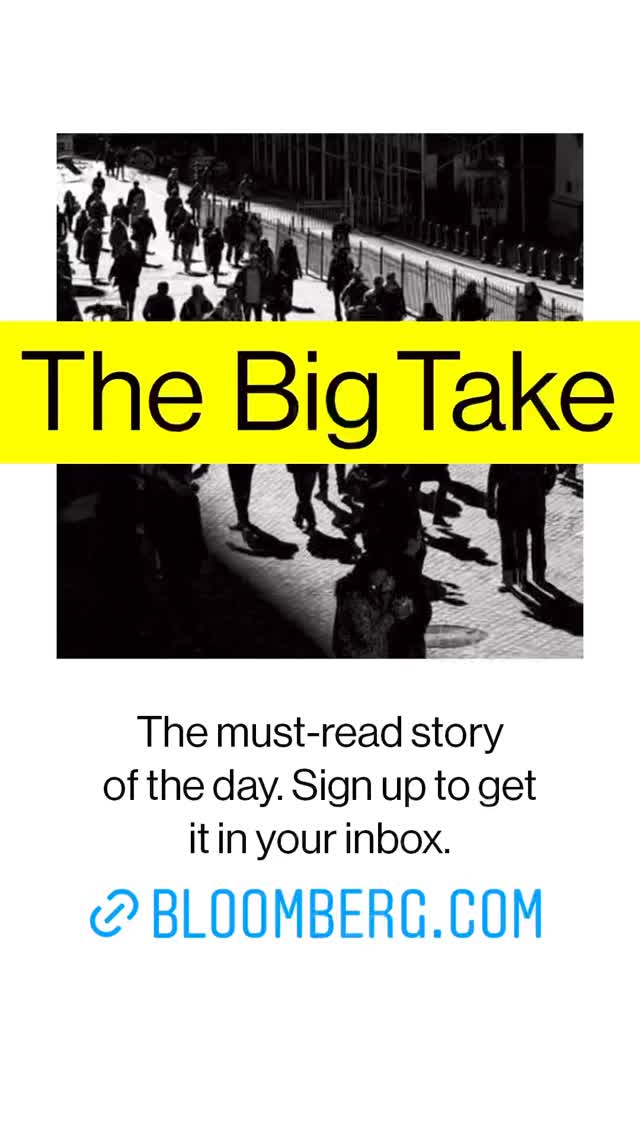 The Big Take
The must-read story
of the day. Sign up to get
it in your inbox.
BLOOMBERG.COM